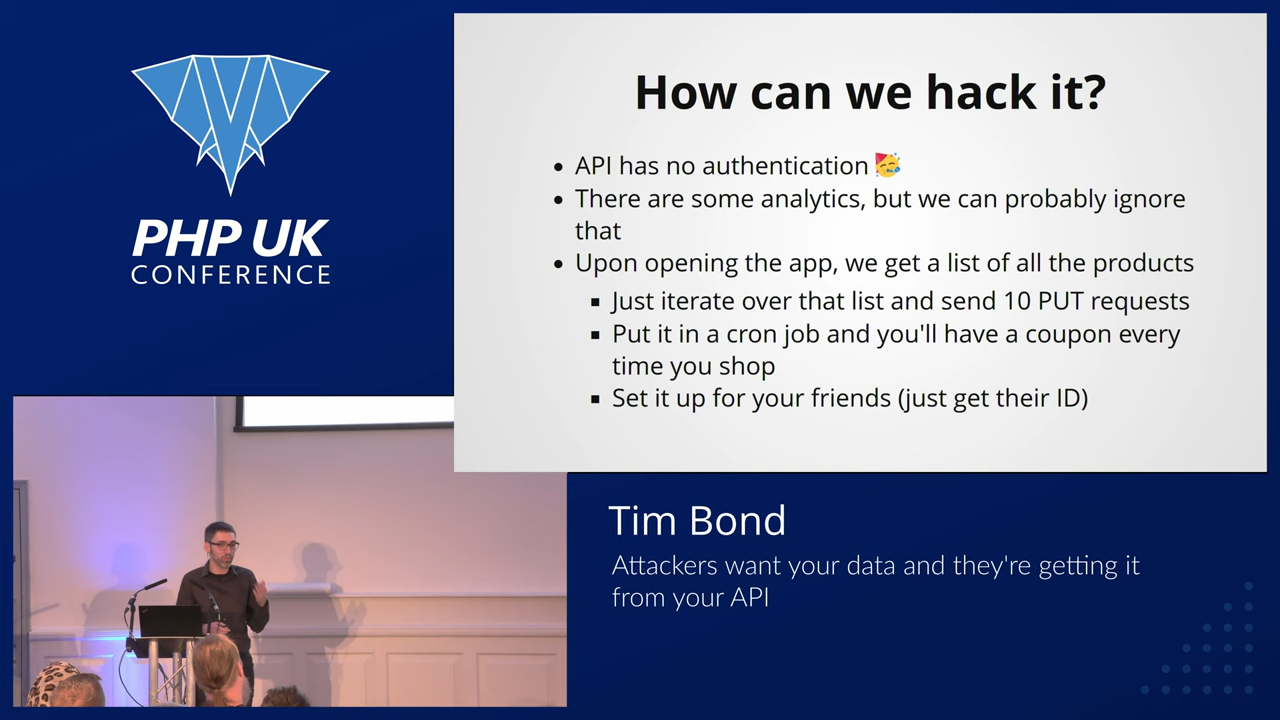 PHP UK
CONFERENCE
How can we hack it?
• API has no authentication 🥳
• There are some analytics, but we can probably ignore
that
• Upon opening the app, we get a list of all the products
▪ Just iterate over that list and send 10 PUT requests
▪ Put it in a cron job and you'll have a coupon every
time you shop
▪ Set it up for your friends (just get their ID)
Tim Bond
Attackers want your data and they're getting it
from your API